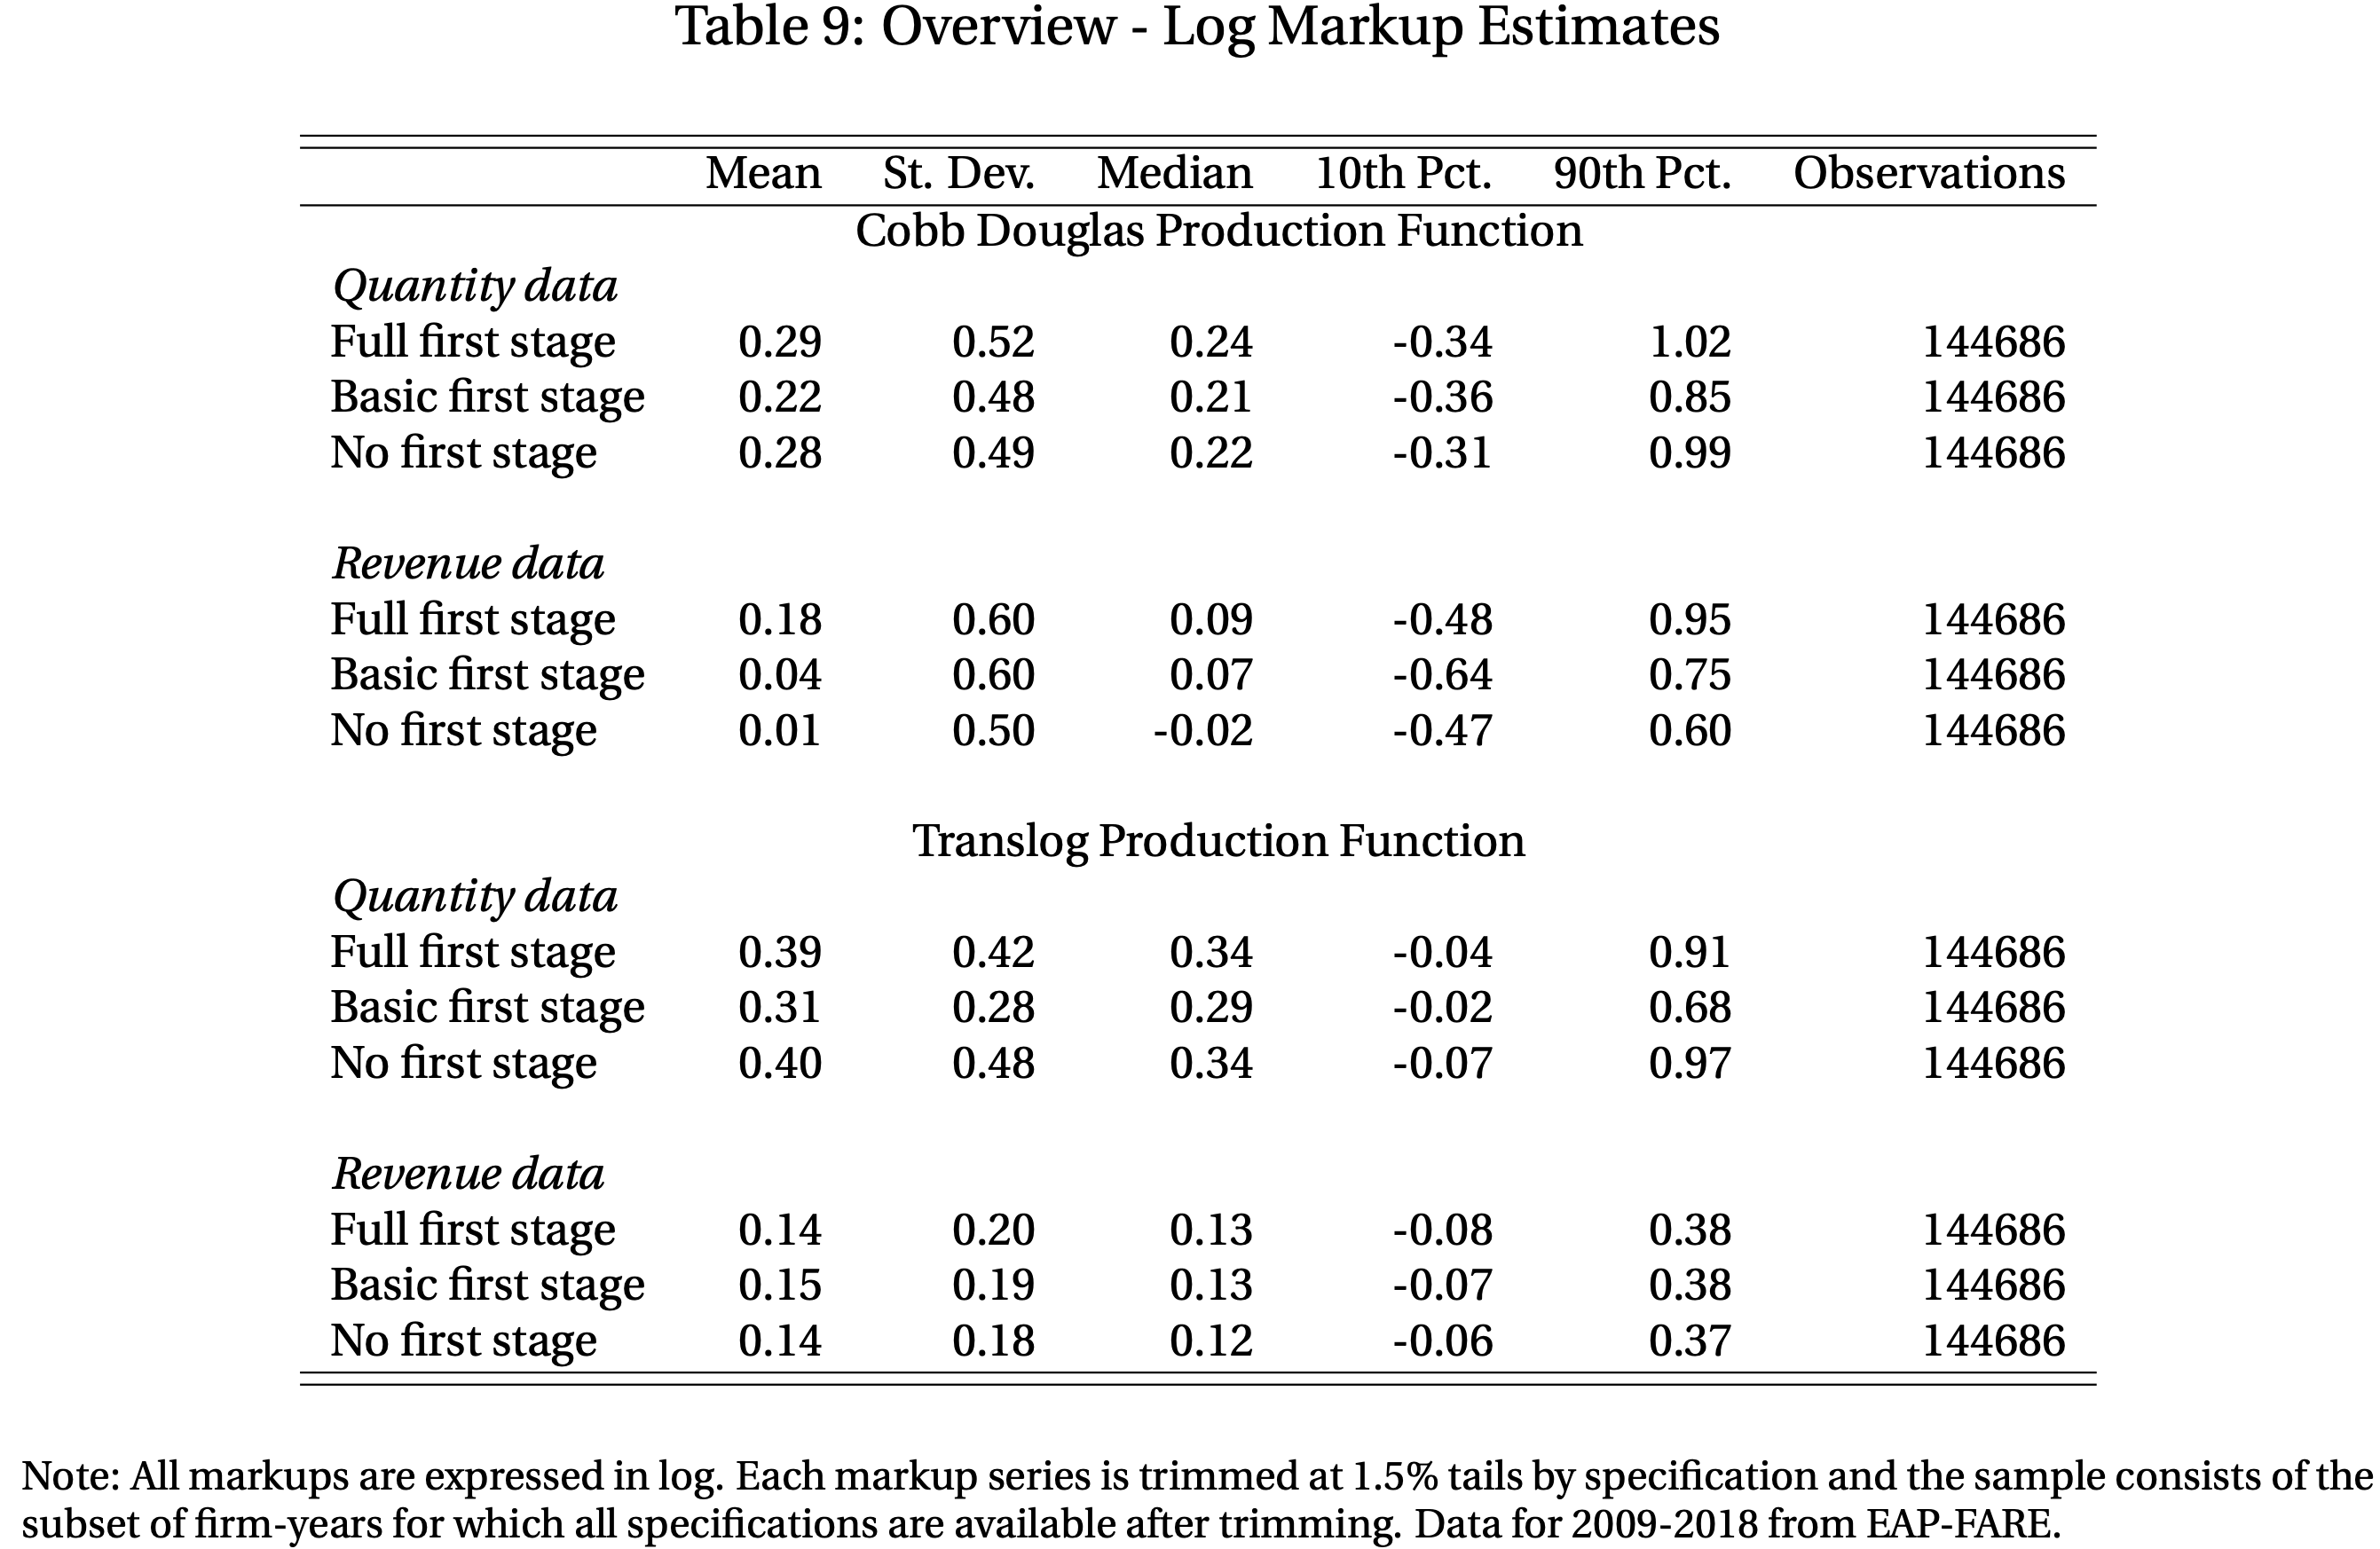 Table 9: Overview - Log Markup Estimates
Mean St. Dev. Median 10th Pct. 90th Pct. Observations
Cobb Douglas Production Function
Quantity data
Full first stage 0.29 0.52 0.24 -0.34 1.02 144686
Basic first stage 0.22 0.48 0.21 -0.36 0.85 144686
No first stage 0.28 0.49 0.22 -0.31 0.99 144686
Revenue data
Full first stage 0.18 0.60 0.09 -0.48 0.95 144686
Basic first stage 0.04 0.60 0.07 -0.64 0.75 144686
No first stage 0.01 0.50 -0.02 -0.47 0.60 144686
Translog Production Function
Quantity data
Full first stage 0.39 0.42 0.34 -0.04 0.91 144686
Basic first stage 0.31 0.28 0.29 -0.02 0.68 144686
No first stage 0.40 0.48 0.34 -0.07 0.97 144686
Revenue data
Full first stage 0.14 0.20 0.13 -0.08 0.38 144686
Basic first stage 0.15 0.19 0.13 -0.07 0.38 144686
No first stage 0.14 0.18 0.12 -0.06 0.37 144686
Note: All markups are expressed in log. Each markup series is trimmed at 1.5% tails by specification and the sample consists of the
subset of firm-years for which all specifications are available after trimming. Data for 2009-2018 from EAP-FARE.